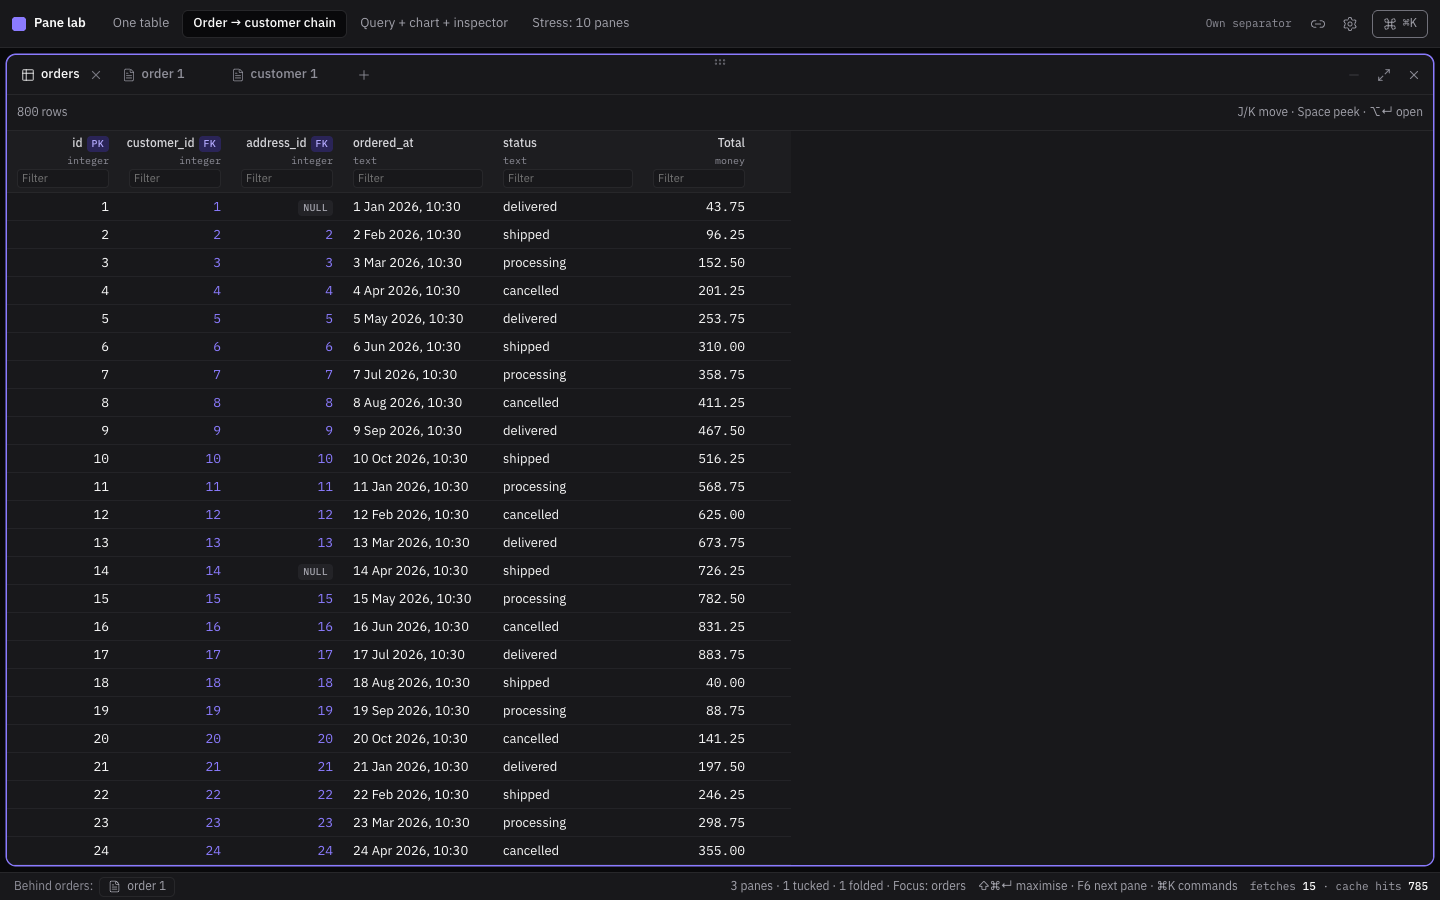 Pane lab One table Order → customer chain Query + chart + inspector Stress: 10 panes Own separator ⌘ ⌘K
orders order 1 customer 1
800 rows J/K move · Space peek · ⌥↵ open
id PK customer_id FK address_id FK ordered_at status Total
integer integer integer text text money
Filter Filter Filter Filter Filter Filter
1 1 NULL 1 Jan 2026, 10:30 delivered 43.75
2 2 2 2 Feb 2026, 10:30 shipped 96.25
3 3 3 3 Mar 2026, 10:30 processing 152.50
4 4 4 4 Apr 2026, 10:30 cancelled 201.25
5 5 5 5 May 2026, 10:30 delivered 253.75
6 6 6 6 Jun 2026, 10:30 shipped 310.00
7 7 7 7 Jul 2026, 10:30 processing 358.75
8 8 8 8 Aug 2026, 10:30 cancelled 411.25
9 9 9 9 Sep 2026, 10:30 delivered 467.50
10 10 10 10 Oct 2026, 10:30 shipped 516.25
11 11 11 11 Jan 2026, 10:30 processing 568.75
12 12 12 12 Feb 2026, 10:30 cancelled 625.00
13 13 13 13 Mar 2026, 10:30 delivered 673.75
14 14 NULL 14 Apr 2026, 10:30 shipped 726.25
15 15 15 15 May 2026, 10:30 processing 782.50
16 16 16 16 Jun 2026, 10:30 cancelled 831.25
17 17 17 17 Jul 2026, 10:30 delivered 883.75
18 18 18 18 Aug 2026, 10:30 shipped 40.00
19 19 19 19 Sep 2026, 10:30 processing 88.75
20 20 20 20 Oct 2026, 10:30 cancelled 141.25
21 21 21 21 Jan 2026, 10:30 delivered 197.50
22 22 22 22 Feb 2026, 10:30 shipped 246.25
23 23 23 23 Mar 2026, 10:30 processing 298.75
24 24 24 24 Apr 2026, 10:30 cancelled 355.00
Behind orders: order 1 3 panes · 1 tucked · 1 folded · Focus: orders ⇧⌘↵ maximise · F6 next pane · ⌘K commands fetches 15 · cache hits 785